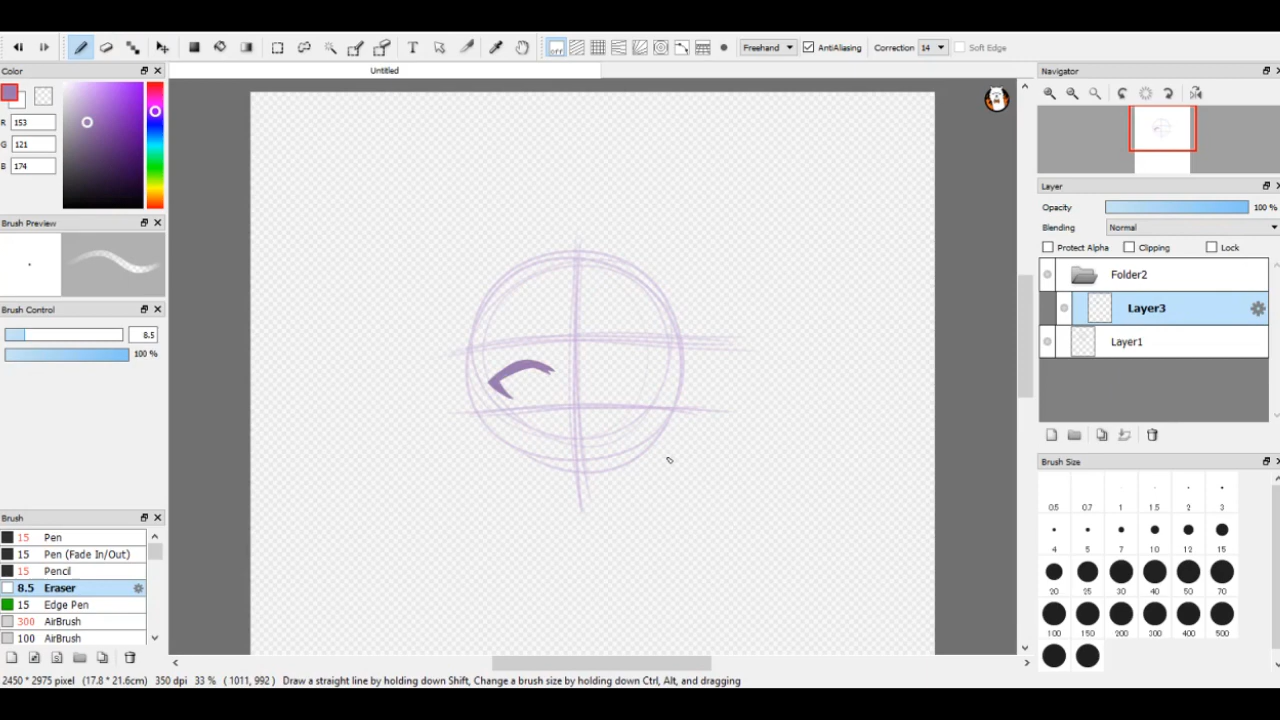 T off Freehand AntiAliasing Correction 14 Soft Edge
Color
Untitled
Navigator
R 153
G 121
B 174
Layer
Opacity 100 %
Brush Preview
Blending Normal
Protect Alpha Clipping Lock
Folder2
Layer3
Brush Control
8.5
Layer1
100 %
Brush Size
0.5 0.7 1 1.5 2 3
4 5 7 10 12 15
20 25 30 40 50 70
100 150 200 300 400 500
Brush
15 Pen
15 Pen (Fade In/Out)
15 Pencil
8.5 Eraser
15 Edge Pen
300 AirBrush
100 AirBrush
2450 * 2975 pixel (17.8 * 21.6cm) 350 dpi 33 % ( 1011, 992 ) Draw a straight line by holding down Shift, Change a brush size by holding down Ctrl, Alt, and dragging